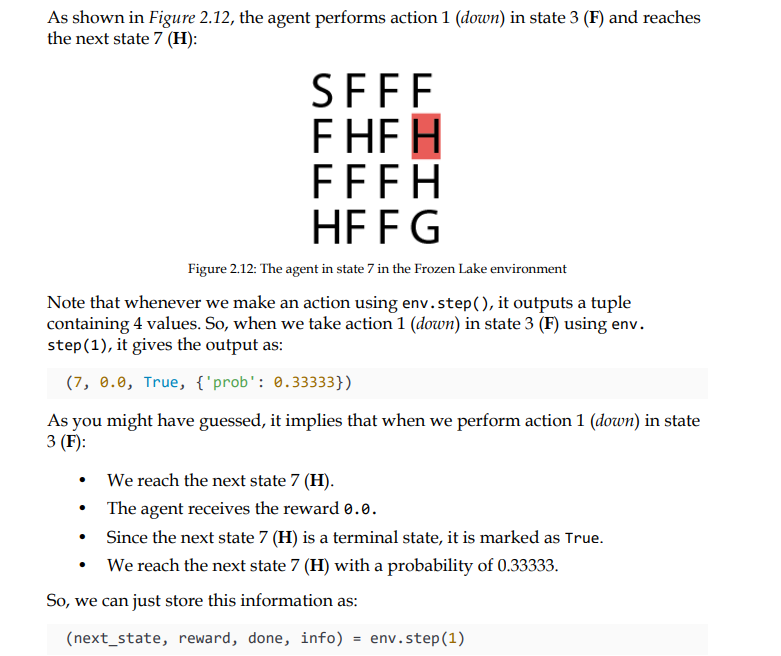 As shown in Figure 2.12, the agent performs action 1 (down) in state 3 (F) and reaches
the next state 7 (H):
S F F F
F H F H
F F F H
H F F G
Figure 2.12: The agent in state 7 in the Frozen Lake environment
Note that whenever we make an action using env.step(), it outputs a tuple
containing 4 values. So, when we take action 1 (down) in state 3 (F) using env.
step(1), it gives the output as:
(7, 0.0, True, {'prob': 0.33333})
As you might have guessed, it implies that when we perform action 1 (down) in state
3 (F):
• We reach the next state 7 (H).
• The agent receives the reward 0.0.
• Since the next state 7 (H) is a terminal state, it is marked as True.
• We reach the next state 7 (H) with a probability of 0.33333.
So, we can just store this information as:
(next_state, reward, done, info) = env.step(1)